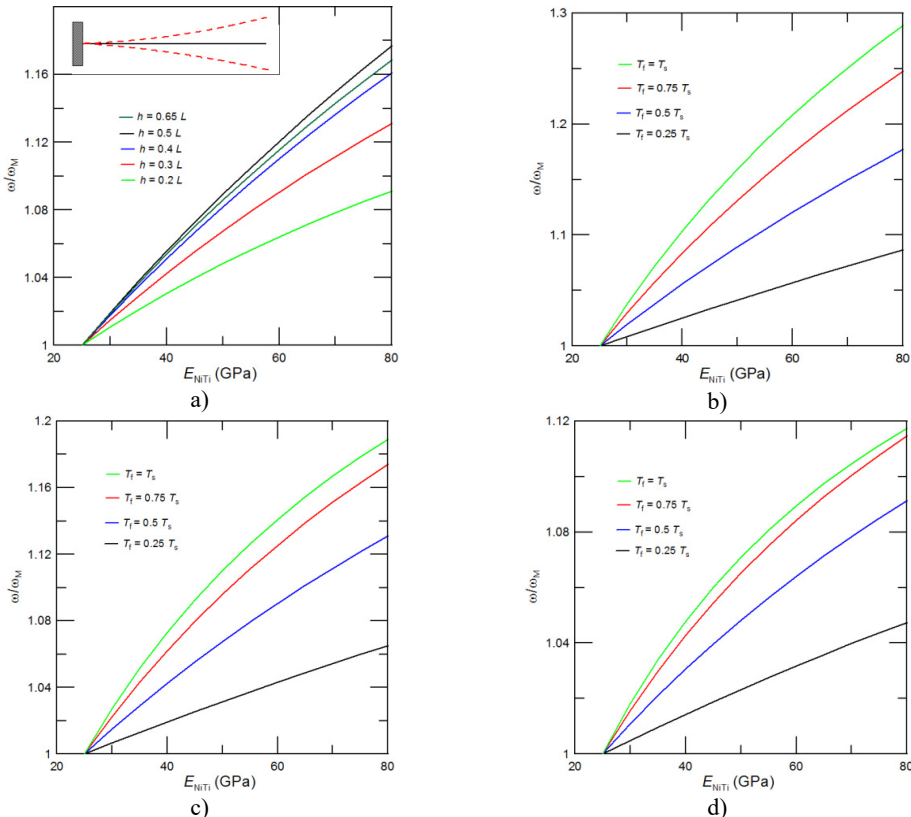 1.16
1.12
1.08
1.04
1
ω/ωM
h = 0.65 L
h = 0.5 L
h = 0.4 L
h = 0.3 L
h = 0.2 L
20 40 60 80
ENiTi (GPa)
a)
1.3
1.2
1.1
1
ω/ωM
Tf = Ts
Tf = 0.75 Ts
Tf = 0.5 Ts
Tf = 0.25 Ts
20 40 60 80
ENiTi (GPa)
b)
1.2
1.16
1.12
1.08
1.04
1
ω/ωM
Tf = Ts
Tf = 0.75 Ts
Tf = 0.5 Ts
Tf = 0.25 Ts
20 40 60 80
ENiTi (GPa)
c)
1.12
1.08
1.04
1
ω/ωM
Tf = Ts
Tf = 0.75 Ts
Tf = 0.5 Ts
Tf = 0.25 Ts
20 40 60 80
ENiTi (GPa)
d)